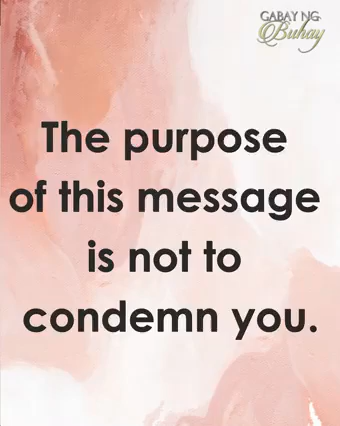 GABAY NG
Buhay
The purpose
of this message
is not to
condemn you.